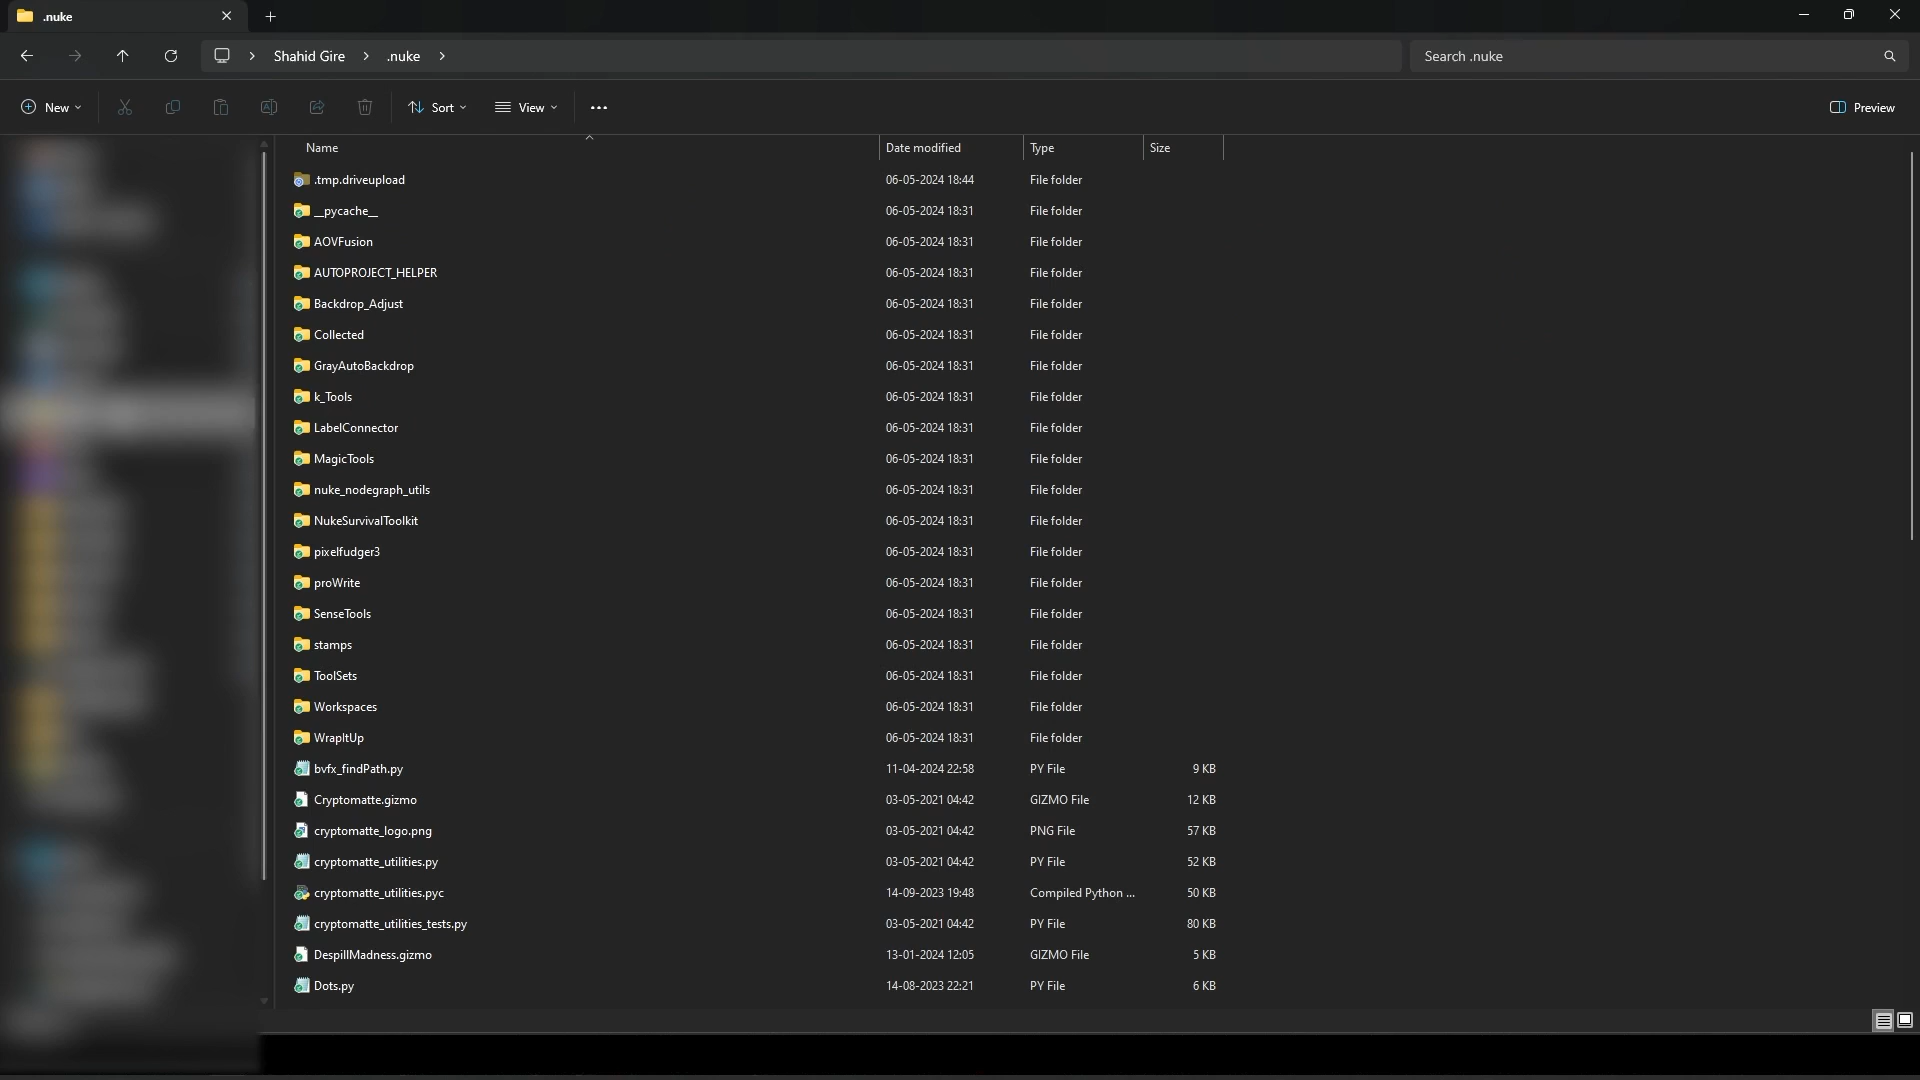 .nuke
Shahid Gire
.nuke
Search .nuke
New
Sort
View
Preview
Name Date modified Type Size
.tmp.driveupload 06-05-2024 18:44 File folder
__pycache__ 06-05-2024 18:31 File folder
AOVFusion 06-05-2024 18:31 File folder
AUTOPROJECT_HELPER 06-05-2024 18:31 File folder
Backdrop_Adjust 06-05-2024 18:31 File folder
Collected 06-05-2024 18:31 File folder
GrayAutoBackdrop 06-05-2024 18:31 File folder
k_Tools 06-05-2024 18:31 File folder
LabelConnector 06-05-2024 18:31 File folder
MagicTools 06-05-2024 18:31 File folder
nuke_nodegraph_utils 06-05-2024 18:31 File folder
NukeSurvivalToolkit 06-05-2024 18:31 File folder
pixelfudger3 06-05-2024 18:31 File folder
proWrite 06-05-2024 18:31 File folder
SenseTools 06-05-2024 18:31 File folder
stamps 06-05-2024 18:31 File folder
ToolSets 06-05-2024 18:31 File folder
Workspaces 06-05-2024 18:31 File folder
WrapItUp 06-05-2024 18:31 File folder
bvfx_findPath.py 11-04-2024 22:58 PY File 9 KB
Cryptomatte.gizmo 03-05-2021 04:42 GIZMO File 12 KB
cryptomatte_logo.png 03-05-2021 04:42 PNG File 57 KB
cryptomatte_utilities.py 03-05-2021 04:42 PY File 52 KB
cryptomatte_utilities.pyc 14-09-2023 19:48 Compiled Python ... 50 KB
cryptomatte_utilities_tests.py 03-05-2021 04:42 PY File 80 KB
DespillMadness.gizmo 13-01-2024 12:05 GIZMO File 5 KB
Dots.py 14-08-2023 22:21 PY File 6 KB